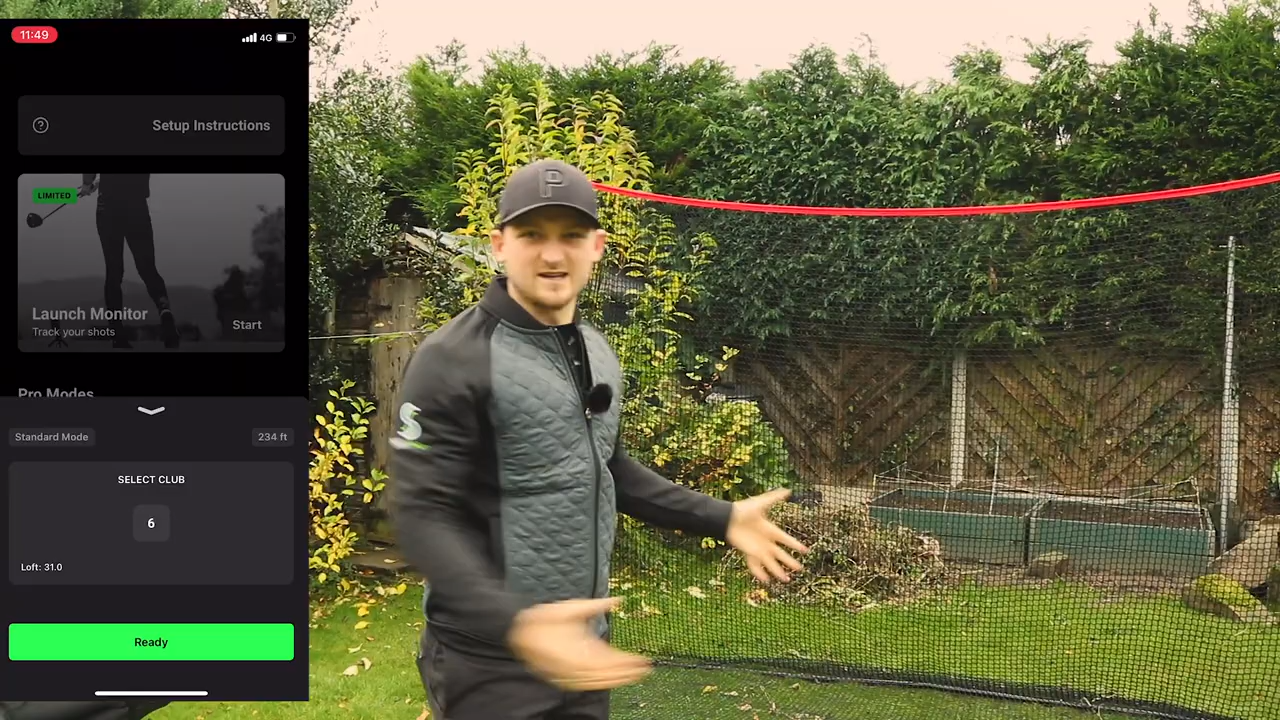 11:49
4G
Setup Instructions
LIMITED
Launch Monitor
Track your shots
Start
Pro Modes
Standard Mode
234 ft
SELECT CLUB
6
Loft: 31.0
Ready
P
S